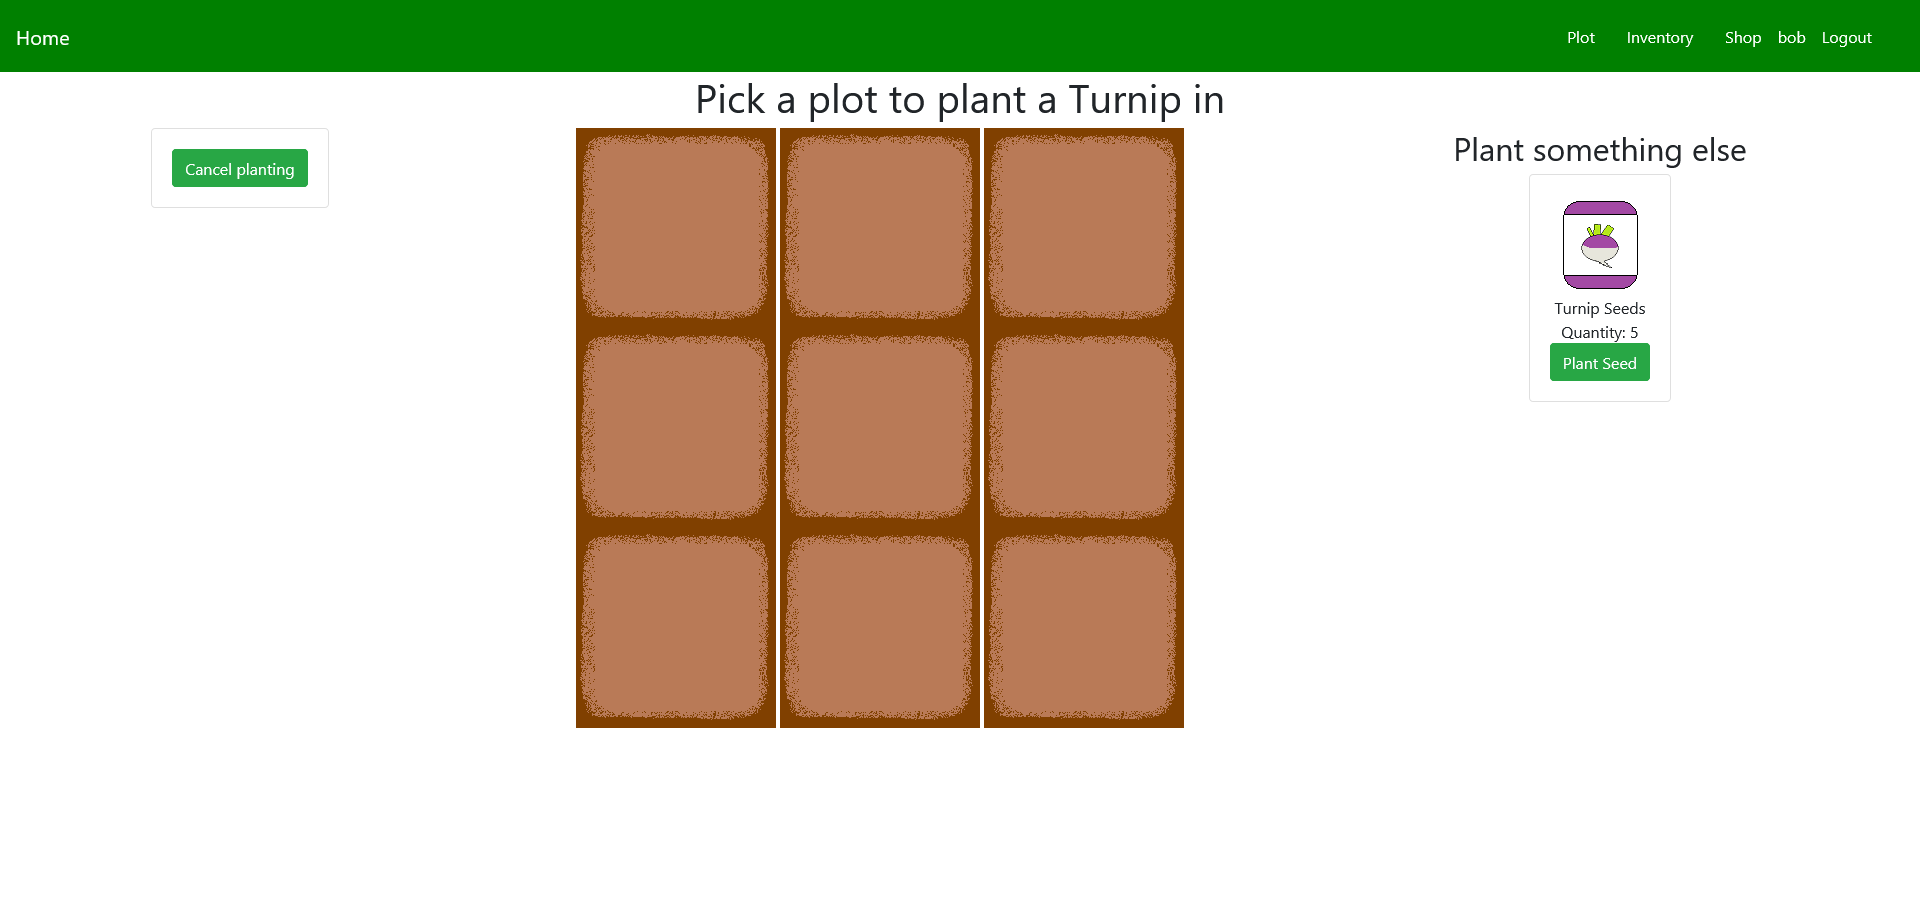 Home
Plot Inventory Shop bob Logout
Pick a plot to plant a Turnip in
Cancel planting
Plant something else
Turnip Seeds
Quantity: 5
Plant Seed